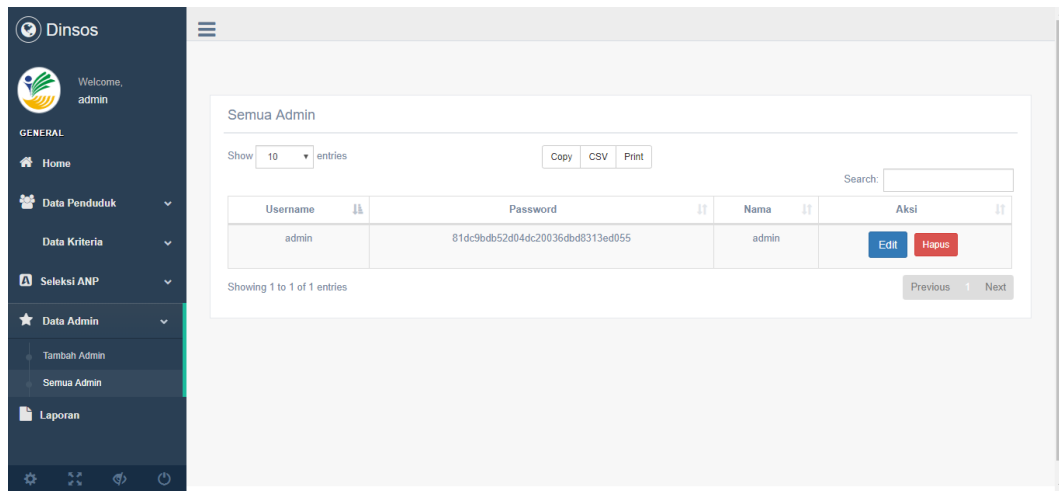 Dinsos
Welcome,
admin
GENERAL
Home
Data Penduduk
Data Kriteria
Seleksi ANP
Data Admin
Tambah Admin
Semua Admin
Laporan
Semua Admin
Show 10 entries
Copy CSV Print
Search:
Username Password Nama Aksi
admin 81dc9bdb52d04dc20036dbd8313ed055 admin Edit Hapus
Showing 1 to 1 of 1 entries
Previous 1 Next